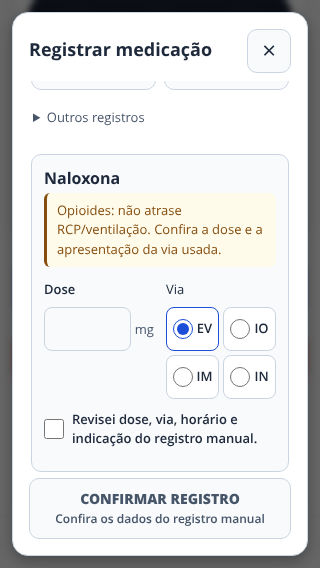 Registrar medicação
Outros registros
Naloxona
Opioides: não atrase
RCP/ventilação. Confira a dose e a
apresentação da via usada.
Dose
Via
mg
EV
IO
IM
IN
Revisei dose, via, horário e
indicação do registro manual.
CONFIRMAR REGISTRO
Confira os dados do registro manual